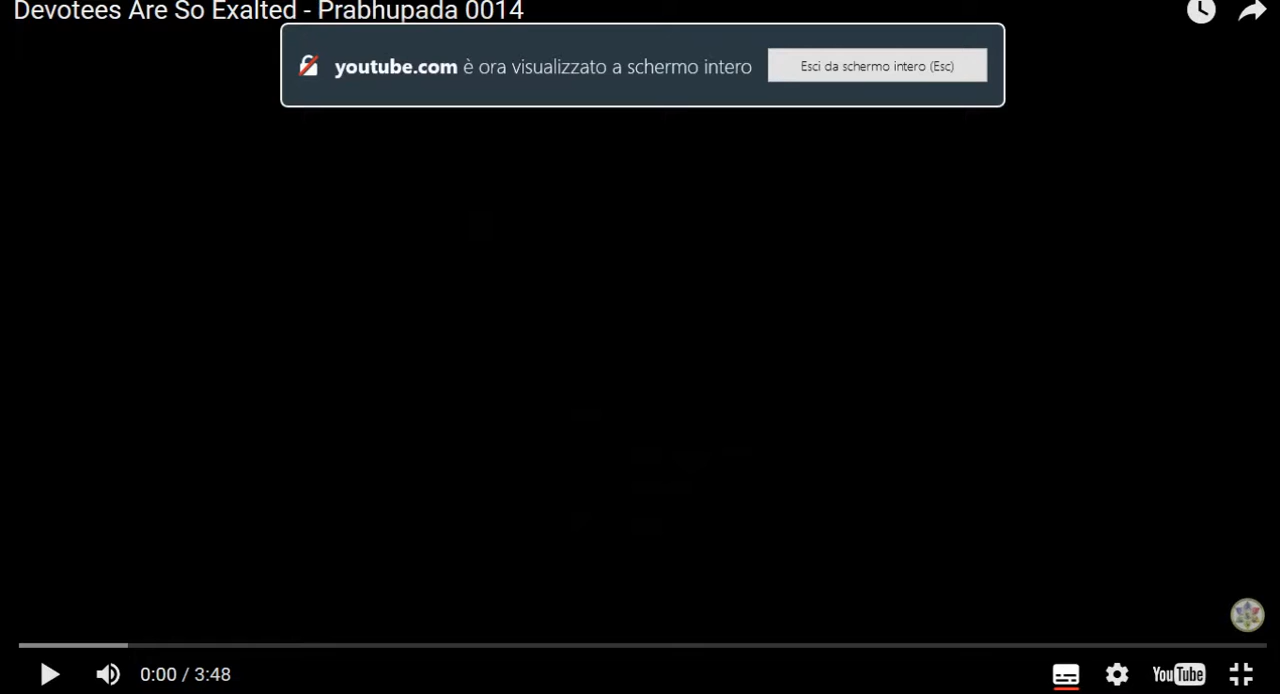 Devotees Are So Exalted - Prabhupada 0014
youtube.com è ora visualizzato a schermo intero
Esci da schermo intero (Esc)
0:00 / 3:48
YouTube